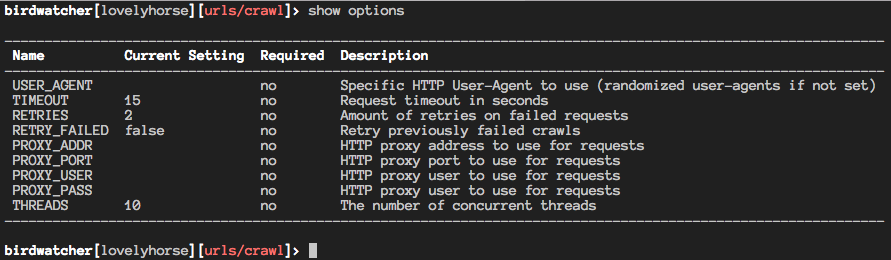 birdwatcher[lovelyhorse][urls/crawl]> show options
Name Current Setting Required Description
USER_AGENT no Specific HTTP User-Agent to use (randomized user-agents if not set)
TIMEOUT 15 no Request timeout in seconds
RETRIES 2 no Amount of retries on failed requests
RETRY_FAILED false no Retry previously failed crawls
PROXY_ADDR no HTTP proxy address to use for requests
PROXY_PORT no HTTP proxy port to use for requests
PROXY_USER no HTTP proxy user to use for requests
PROXY_PASS no HTTP proxy user to use for requests
THREADS 10 no The number of concurrent threads
birdwatcher[lovelyhorse][urls/crawl]>